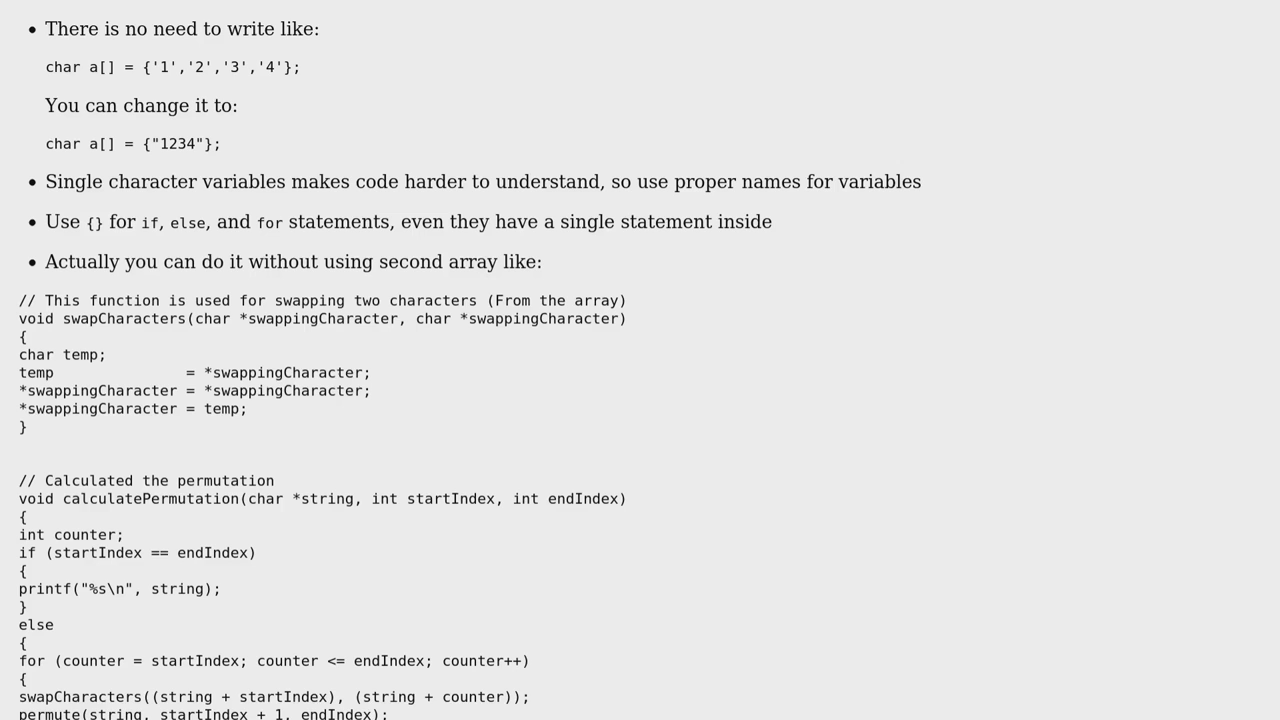 There is no need to write like:
char a[] = {'1','2','3','4'};
You can change it to:
char a[] = {"1234"};
Single character variables makes code harder to understand, so use proper names for variables
Use {} for if, else, and for statements, even they have a single statement inside
Actually you can do it without using second array like:
// This function is used for swapping two characters (From the array)
void swapCharacters(char *swappingCharacter, char *swappingCharacter)
{
char temp;
temp               = *swappingCharacter;
*swappingCharacter = *swappingCharacter;
*swappingCharacter = temp;
}
// Calculated the permutation
void calculatePermutation(char *string, int startIndex, int endIndex)
{
int counter;
if (startIndex == endIndex)
{
printf("%s\n", string);
}
else
{
for (counter = startIndex; counter <= endIndex; counter++)
{
swapCharacters((string + startIndex), (string + counter));
permute(string, startIndex + 1, endIndex);